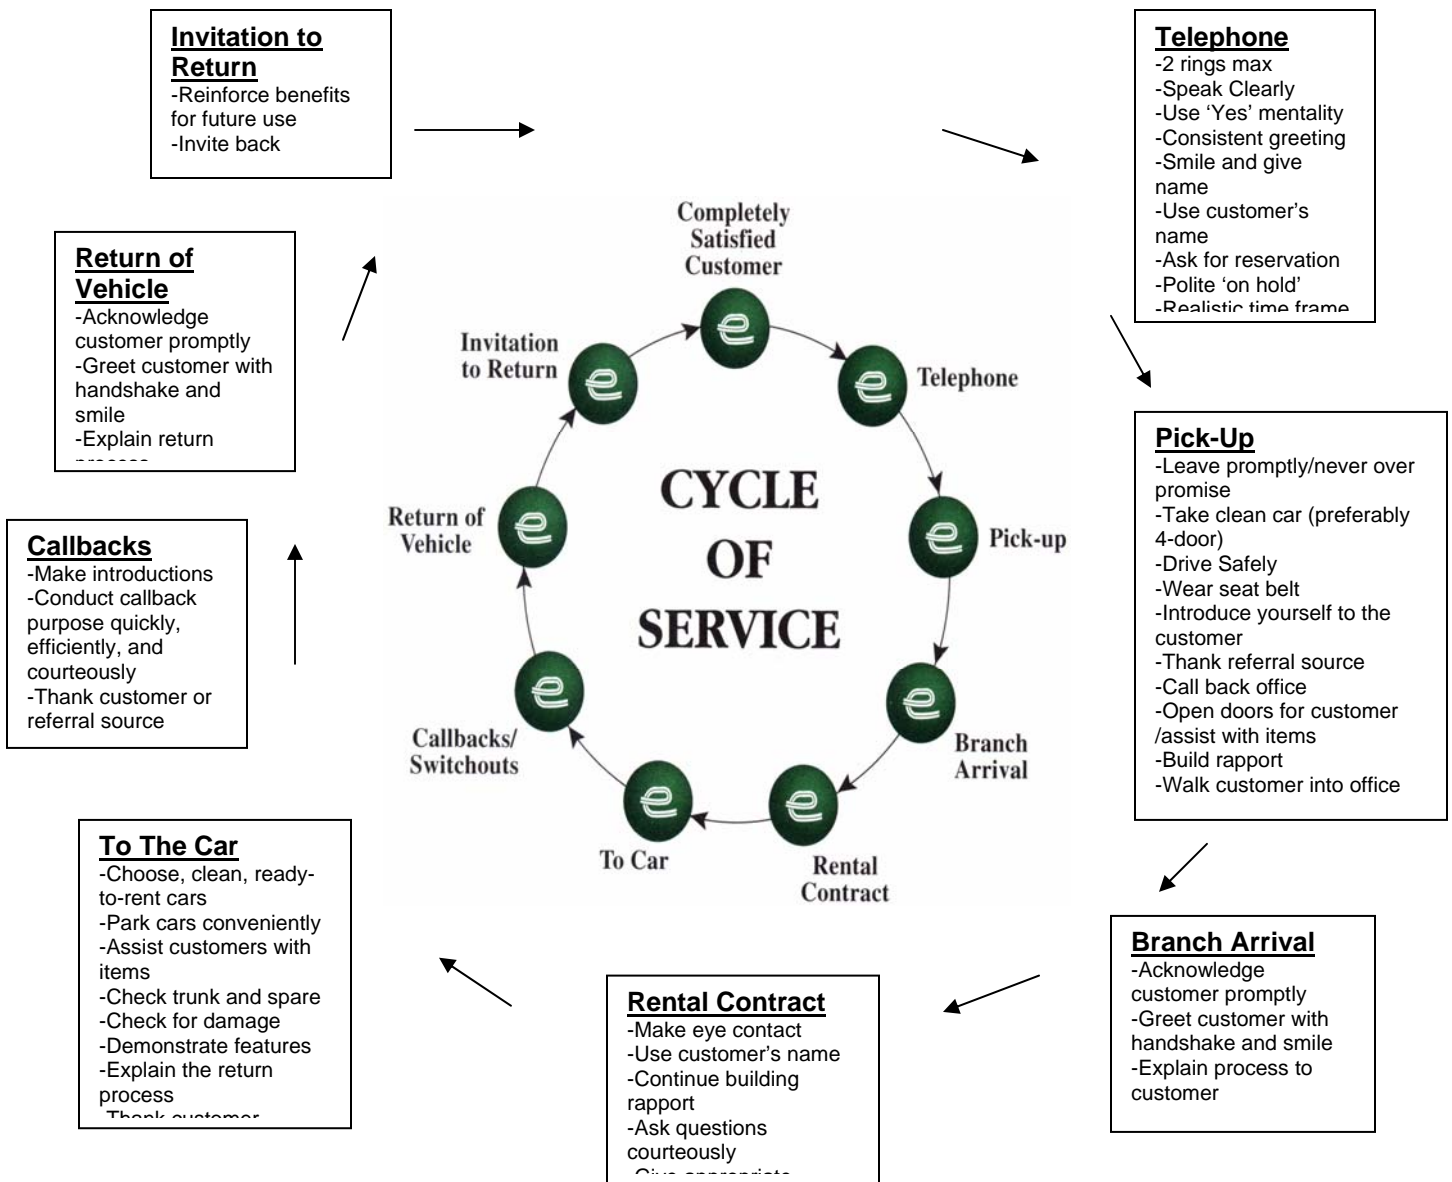 Invitation to
Return
-Reinforce benefits
for future use
-Invite back
Telephone
-2 rings max
-Speak Clearly
-Use ‘Yes’ mentality
-Consistent greeting
-Smile and give
name
-Use customer’s
name
-Ask for reservation
-Polite ‘on hold’
-Realistic time frame
Return of
Vehicle
-Acknowledge
customer promptly
-Greet customer with
handshake and
smile
-Explain return
process
Pick-Up
-Leave promptly/never over
promise
-Take clean car (preferably
4-door)
-Drive Safely
-Wear seat belt
-Introduce yourself to the
customer
-Thank referral source
-Call back office
-Open doors for customer
/assist with items
-Build rapport
-Walk customer into office
Callbacks
-Make introductions
-Conduct callback
purpose quickly,
efficiently, and
courteously
-Thank customer or
referral source
To The Car
-Choose, clean, ready-
to-rent cars
-Park cars conveniently
-Assist customers with
items
-Check trunk and spare
-Check for damage
-Demonstrate features
-Explain the return
process
-Thank customer
Rental Contract
-Make eye contact
-Use customer’s name
-Continue building
rapport
-Ask questions
courteously
-Give appropriate
Branch Arrival
-Acknowledge
customer promptly
-Greet customer with
handshake and smile
-Explain process to
customer
Completely
Satisfied
Customer
Telephone
Pick-up
Branch
Arrival
Rental
Contract
To Car
Callbacks/
Switchouts
Return of
Vehicle
Invitation
to Return
CYCLE
OF
SERVICE
e
e
e
e
e
e
e
e
e